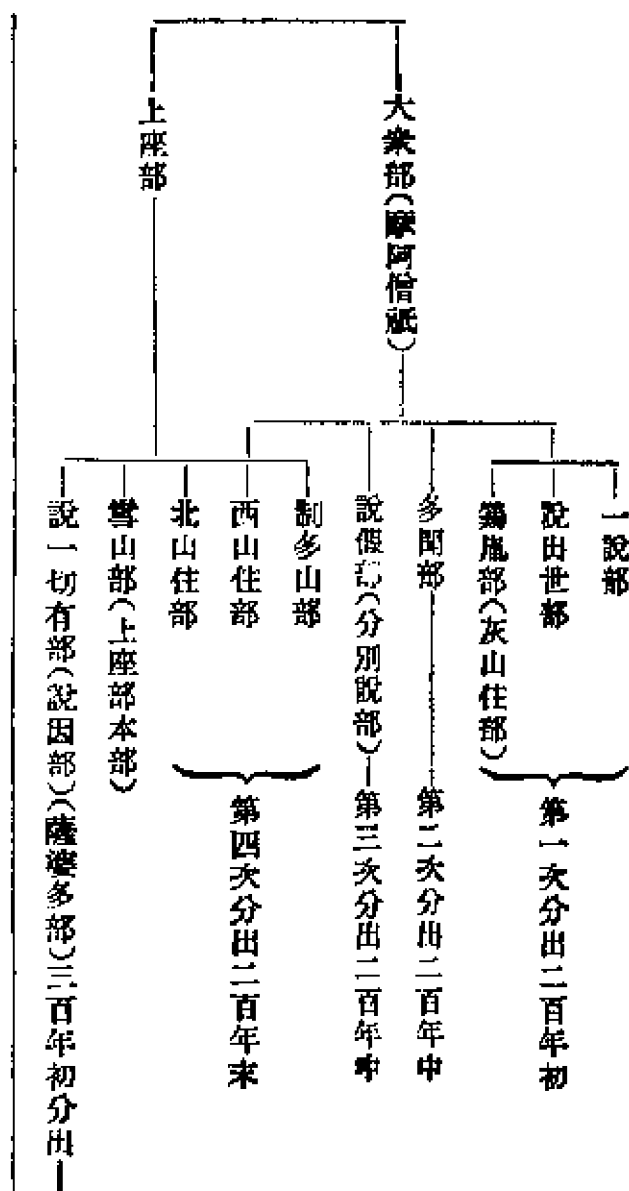 大衆部（摩阿僧祇）
一說部
說出世部
鷄胤部（灰山住部）
第一次分出二百年初
多聞部
第二次分出二百年中
說假部（分別說部）
第三次分出二百年中
制多山部
西山住部
北山住部
第四次分出二百年末
上座部
雪山部（上座部本部）
說一切有部（說因部）（薩婆多部）三百年初分出